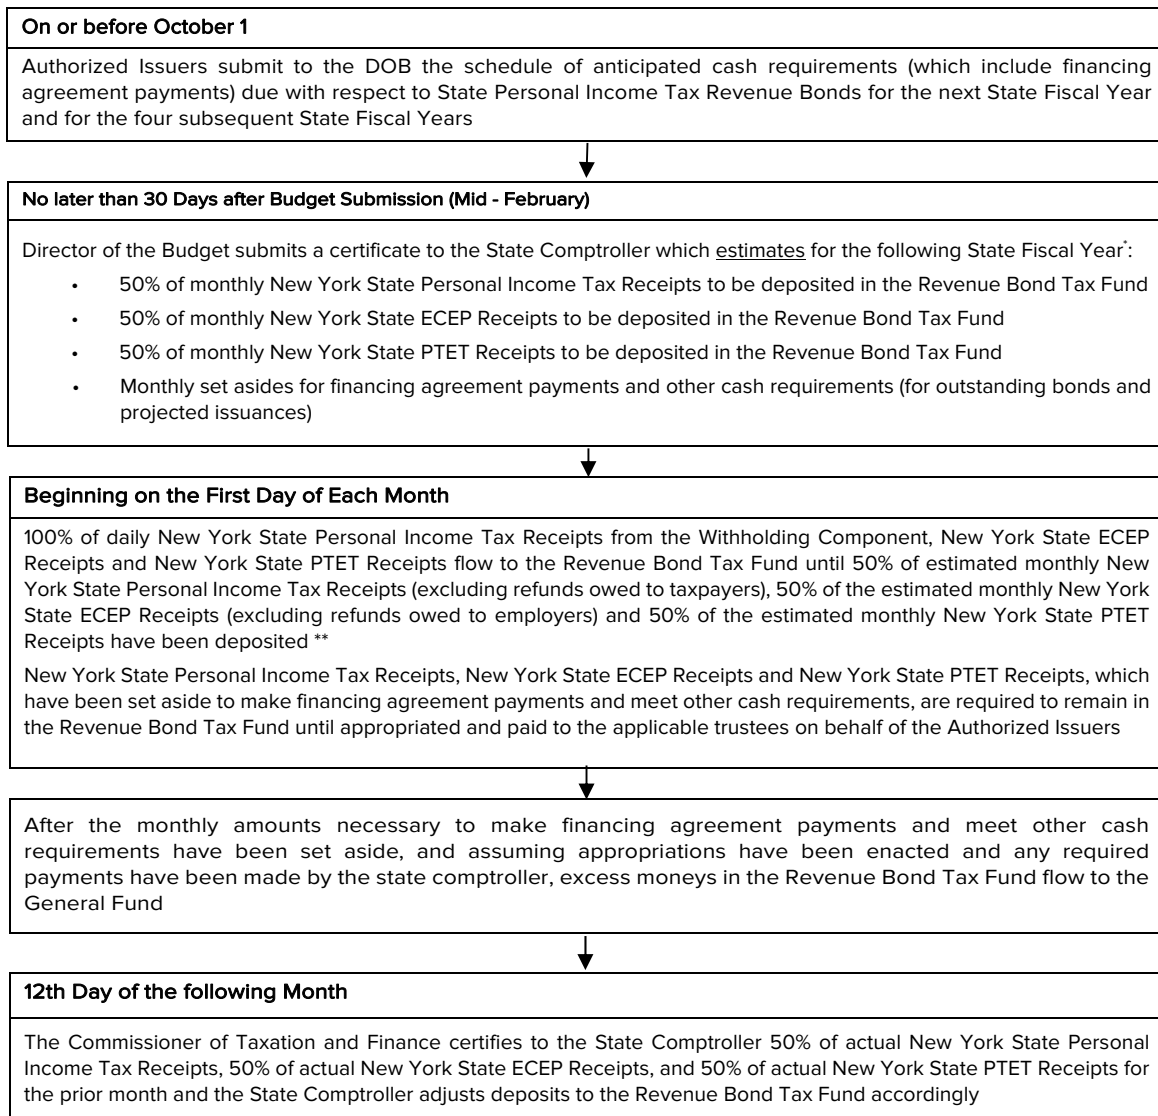 On or before October 1
Authorized Issuers submit to the DOB the schedule of anticipated cash requirements (which include financing
agreement payments) due with respect to State Personal Income Tax Revenue Bonds for the next State Fiscal Year
and for the four subsequent State Fiscal Years
No later than 30 Days after Budget Submission (Mid - February)
Director of the Budget submits a certificate to the State Comptroller which estimates for the following State Fiscal Year*:
• 50% of monthly New York State Personal Income Tax Receipts to be deposited in the Revenue Bond Tax Fund
• 50% of monthly New York State ECEP Receipts to be deposited in the Revenue Bond Tax Fund
• 50% of monthly New York State PTET Receipts to be deposited in the Revenue Bond Tax Fund
• Monthly set asides for financing agreement payments and other cash requirements (for outstanding bonds and
projected issuances)
Beginning on the First Day of Each Month
100% of daily New York State Personal Income Tax Receipts from the Withholding Component, New York State ECEP
Receipts and New York State PTET Receipts flow to the Revenue Bond Tax Fund until 50% of estimated monthly New
York State Personal Income Tax Receipts (excluding refunds owed to taxpayers), 50% of the estimated monthly New York
State ECEP Receipts (excluding refunds owed to employers) and 50% of the estimated monthly New York State PTET
Receipts have been deposited **
New York State Personal Income Tax Receipts, New York State ECEP Receipts and New York State PTET Receipts, which
have been set aside to make financing agreement payments and meet other cash requirements, are required to remain in
the Revenue Bond Tax Fund until appropriated and paid to the applicable trustees on behalf of the Authorized Issuers
After the monthly amounts necessary to make financing agreement payments and meet other cash
requirements have been set aside, and assuming appropriations have been enacted and any required
payments have been made by the state comptroller, excess moneys in the Revenue Bond Tax Fund flow to the
General Fund
12th Day of the following Month
The Commissioner of Taxation and Finance certifies to the State Comptroller 50% of actual New York State Personal
Income Tax Receipts, 50% of actual New York State ECEP Receipts, and 50% of actual New York State PTET Receipts for
the prior month and the State Comptroller adjusts deposits to the Revenue Bond Tax Fund accordingly